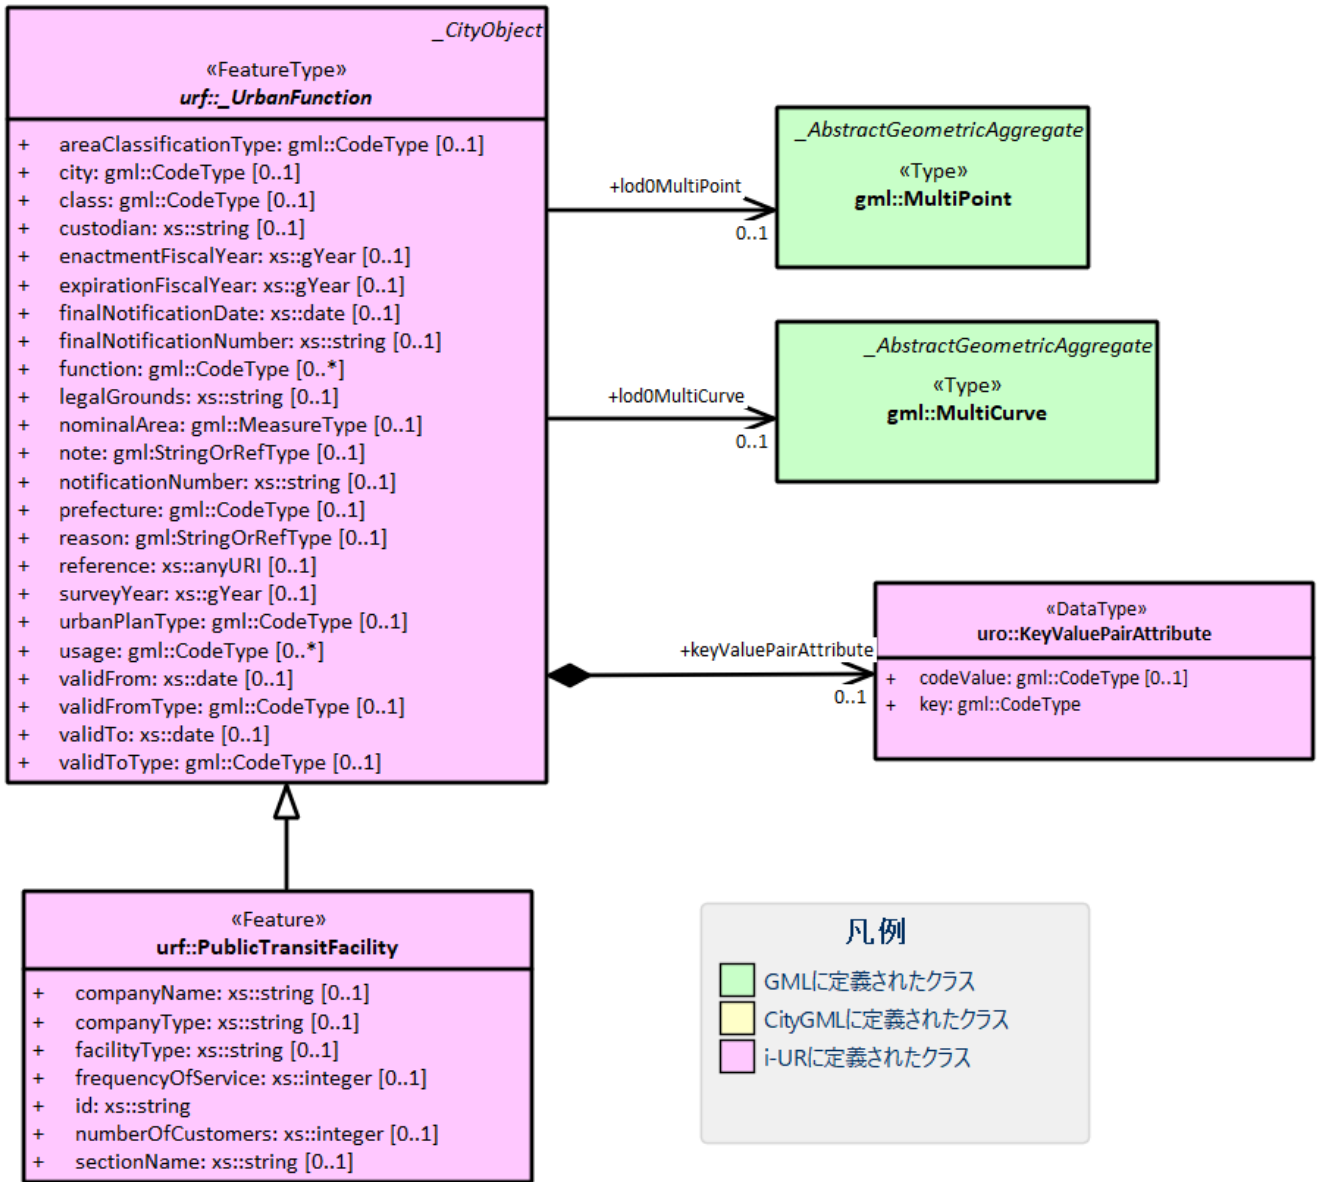 _CityObject
«FeatureType»
urf::_UrbanFunction
+ areaClassificationType: gml::CodeType [0..1]
+ city: gml::CodeType [0..1]
+ class: gml::CodeType [0..1]
+ custodian: xs::string [0..1]
+ enactmentFiscalYear: xs::gYear [0..1]
+ expirationFiscalYear: xs::gYear [0..1]
+ finalNotificationDate: xs::date [0..1]
+ finalNotificationNumber: xs::string [0..1]
+ function: gml::CodeType [0..*]
+ legalGrounds: xs::string [0..1]
+ nominalArea: gml::MeasureType [0..1]
+ note: gml:StringOrRefType [0..1]
+ notificationNumber: xs::string [0..1]
+ prefecture: gml::CodeType [0..1]
+ reason: gml:StringOrRefType [0..1]
+ reference: xs::anyURI [0..1]
+ surveyYear: xs::gYear [0..1]
+ urbanPlanType: gml::CodeType [0..1]
+ usage: gml::CodeType [0..*]
+ validFrom: xs::date [0..1]
+ validFromType: gml::CodeType [0..1]
+ validTo: xs::date [0..1]
+ validToType: gml::CodeType [0..1]
+lod0MultiPoint
0..1
_AbstractGeometricAggregate
«Type»
gml::MultiPoint
+lod0MultiCurve
0..1
_AbstractGeometricAggregate
«Type»
gml::MultiCurve
+keyValuePairAttribute
0..1
«DataType»
uro::KeyValuePairAttribute
+ codeValue: gml::CodeType [0..1]
+ key: gml::CodeType
«Feature»
urf::PublicTransitFacility
+ companyName: xs::string [0..1]
+ companyType: xs::string [0..1]
+ facilityType: xs::string [0..1]
+ frequencyOfService: xs::integer [0..1]
+ id: xs::string
+ numberOfCustomers: xs::integer [0..1]
+ sectionName: xs::string [0..1]
凡例
GMLに定義されたクラス
CityGMLに定義されたクラス
i-URに定義されたクラス